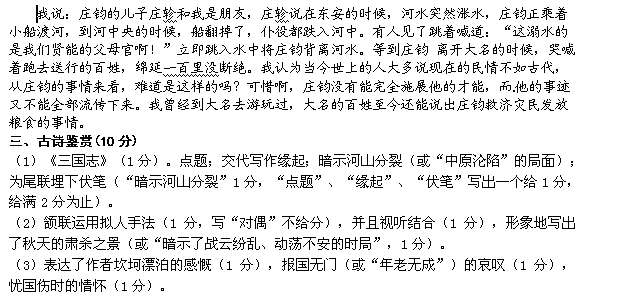 我说：庄钧的儿子庄轸和我是朋友，庄轸说在东安的时候，河水突然涨水，庄钧正乘着
小船渡河，到河中央的时候，船翻掉了，仆役都跳入河中。有人见了跳着喊道：“这溺水的
是我们贤能的父母官啊！”立即跳入水中将庄钧背离河水。等到庄钧 离开大名的时候，哭喊
着跑去送行的百姓，绵延一百里没断绝。我认为当今世上的人大多说现在的民情不如古代，
从庄钧的事情来看，难道是这样的吗？可惜啊，庄钧没有能完全施展他的才能，而他的事迹
又不能全部流传下来。我曾经到大名去游玩过，大名的百姓至今还能说出庄钧救济灾民发放
粮食的事情。
三、古诗鉴赏(10 分)
（1）《三国志》（1 分）。点题；交代写作缘起；暗示河山分裂（或“中原沦陷”的局面）；
为尾联埋下伏笔（“暗示河山分裂”1 分，“点题”、“缘起”、“伏笔”写出一个给 1 分，
给满 2 分为止）。
（2）颔联运用拟人手法（1 分，写“对偶”不给分），并且视听结合（1 分），形象地写出
了秋天的肃杀之景（或“暗示了战云纷乱、动荡不安的时局”，1 分）。
（3）表达了作者坎坷漂泊的感慨（1 分），报国无门（或“年老无成”）的哀叹（1 分），
忧国伤时的情怀（1 分）。